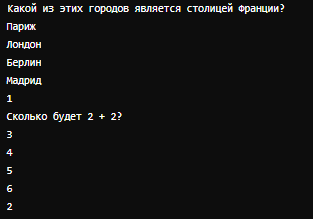 Какой из этих городов является столицей Франции?
Париж
Лондон
Берлин
Мадрид
1
Сколько будет 2 + 2?
3
4
5
6
2